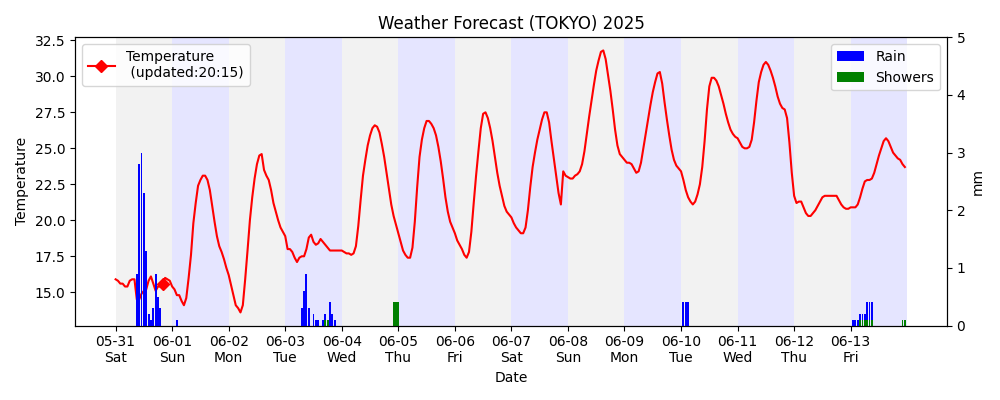 Weather Forecast (TOKYO) 2025
Temperature
(updated:20:15)
Rain
Showers
32.5
30.0
27.5
25.0
22.5
20.0
17.5
15.0
Temperature
5
4
3
2
1
0
mm
05-31 06-01 06-02 06-03 06-04 06-05 06-06 06-07 06-08 06-09 06-10 06-11 06-12 06-13
Sat Sun Mon Tue Wed Thu Fri Sat Sun Mon Tue Wed Thu Fri
Date